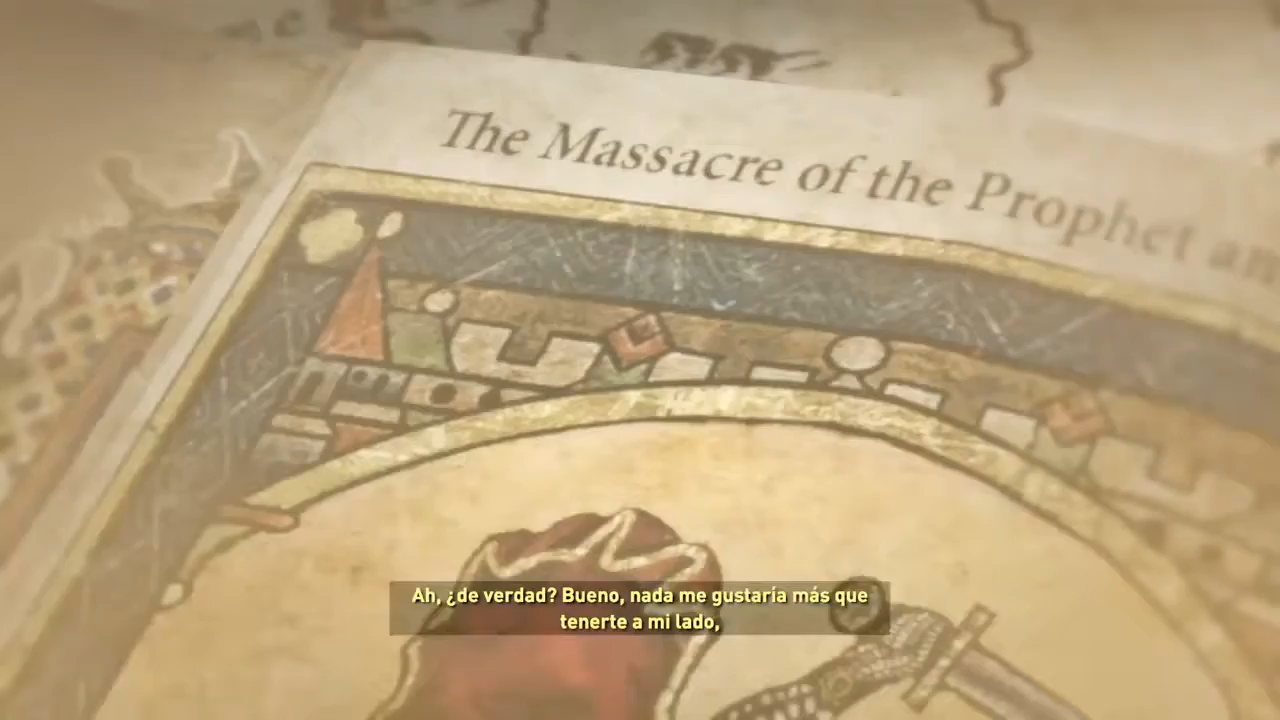 The Massacre of the Prophet an
Ah, ¿de verdad? Bueno, nada me gustaría más que
tenerte a mi lado,